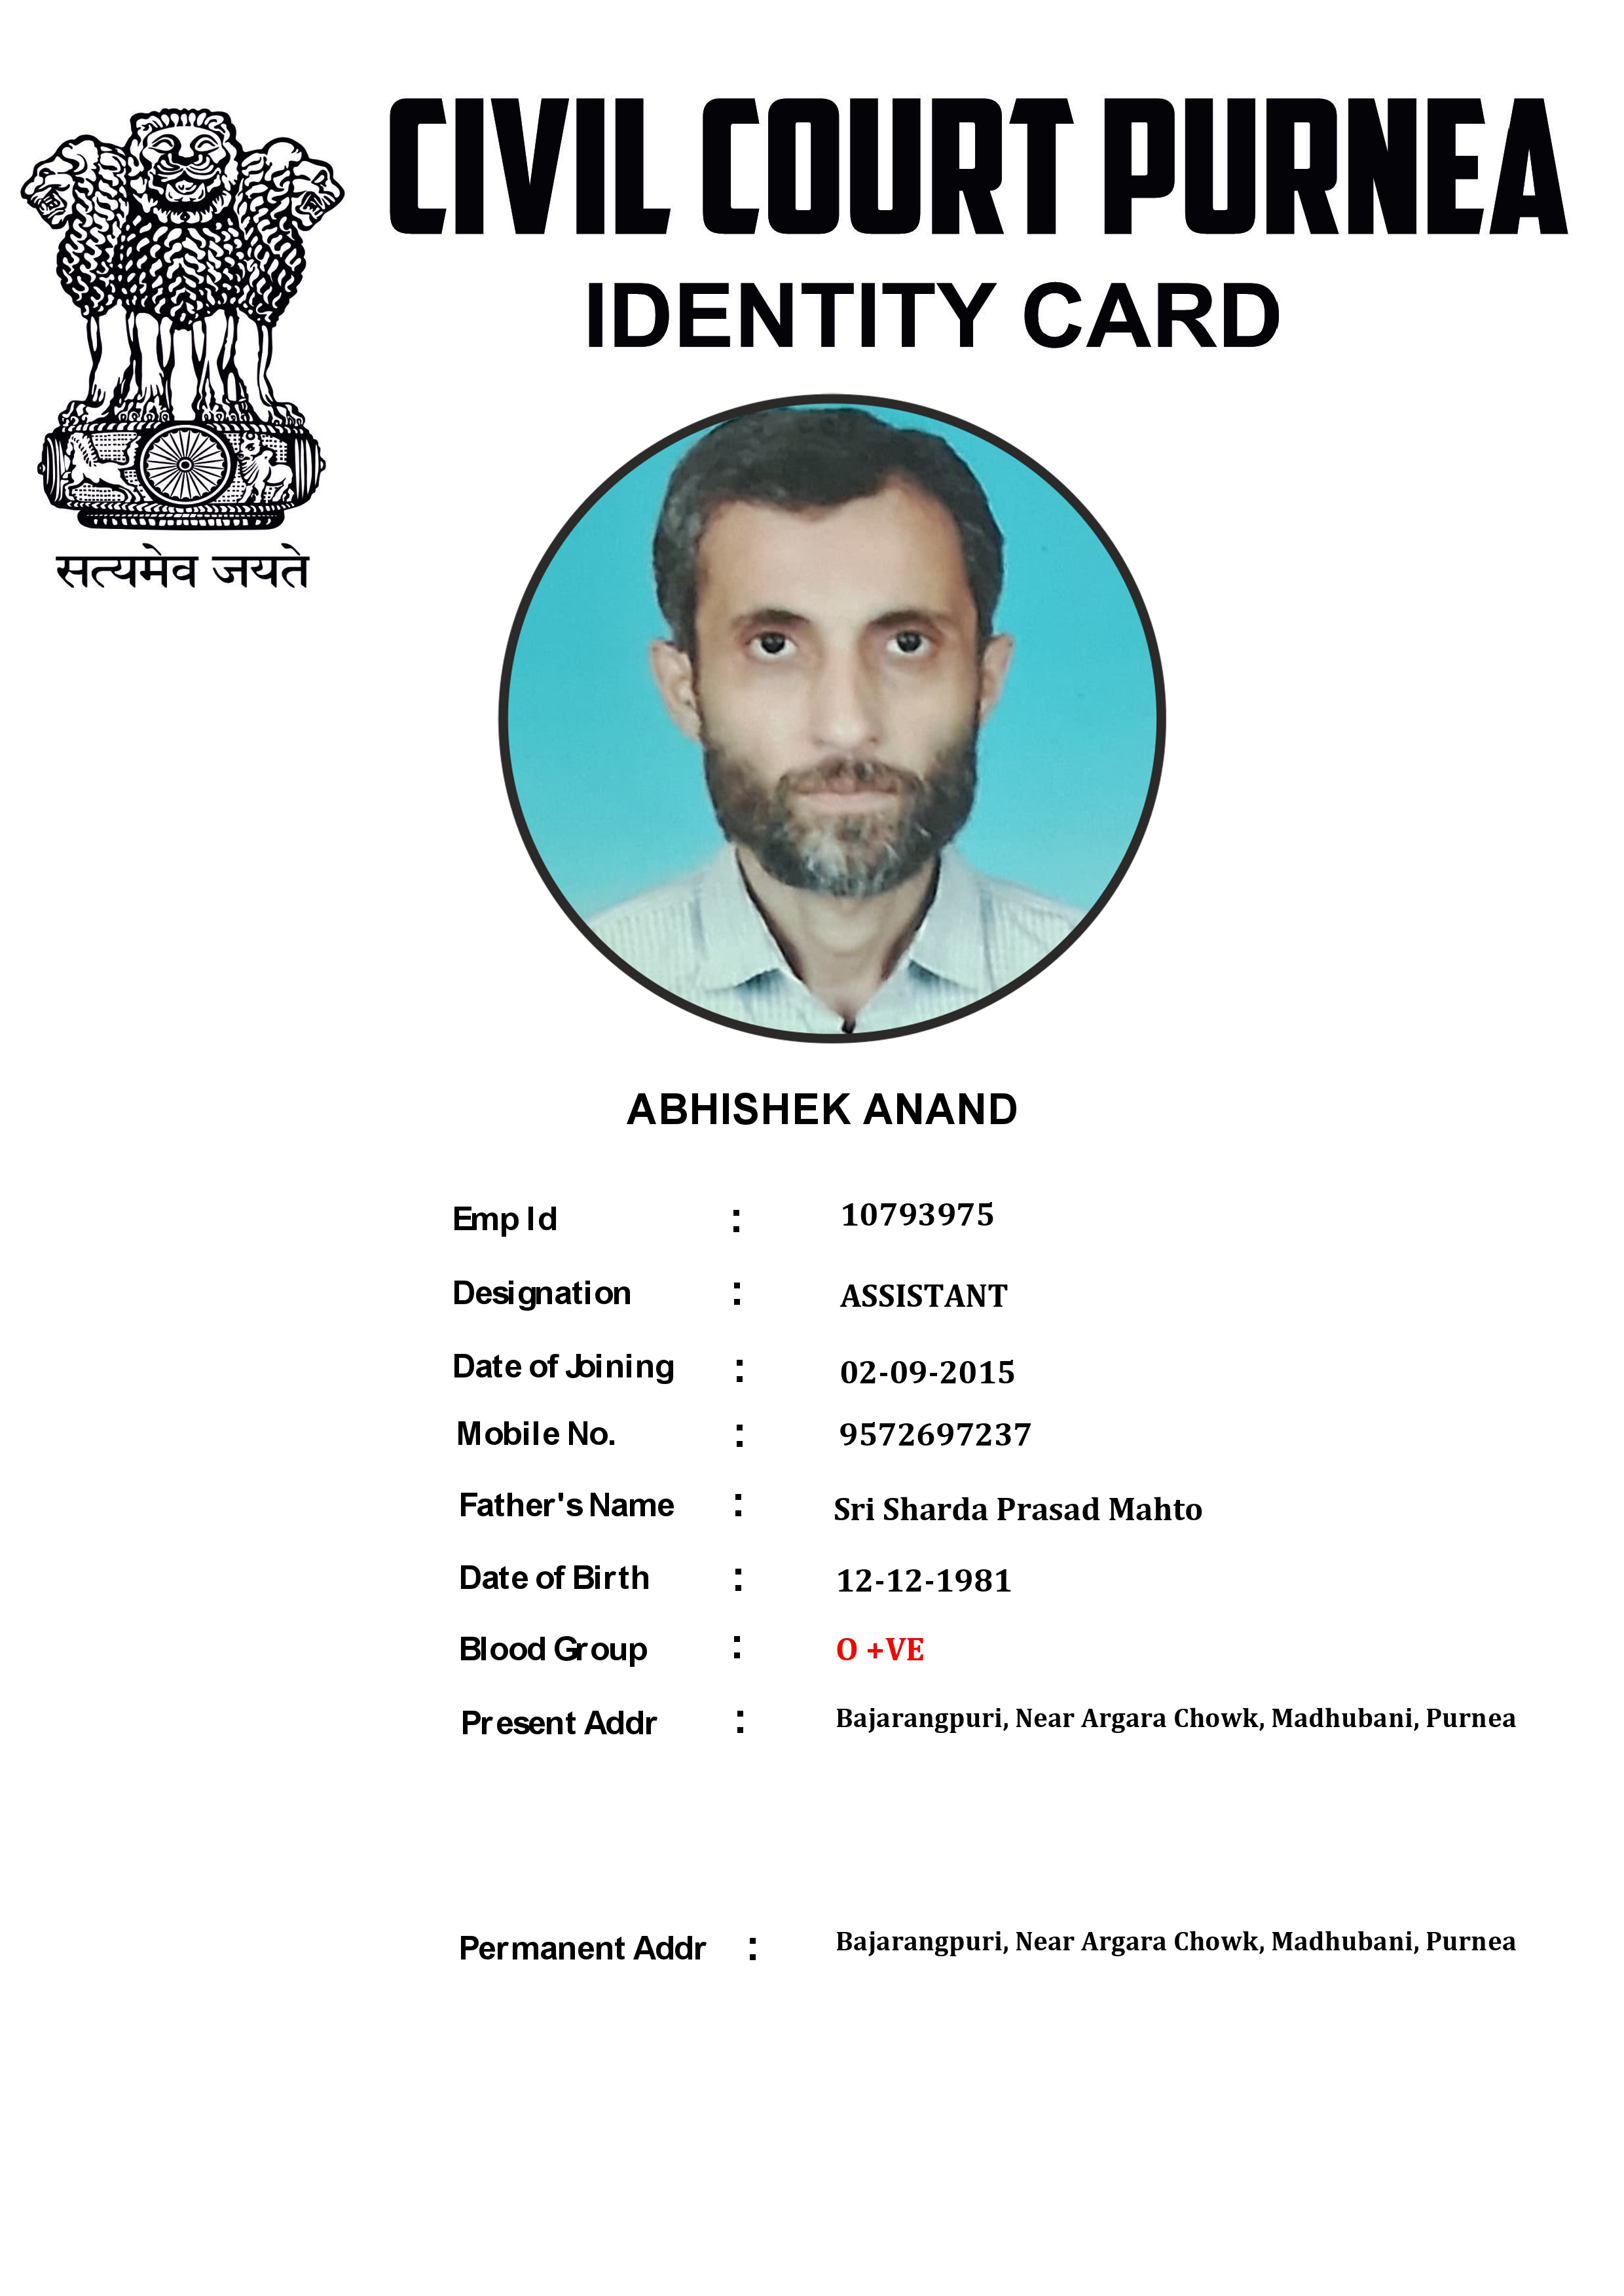 CIVIL COURT PURNEA
IDENTITY CARD
सत्यमेव जयते
ABHISHEK ANAND
Emp Id : 10793975
Designation : ASSISTANT
Date of Joining : 02-09-2015
Mobile No. : 9572697237
Father's Name : Sri Sharda Prasad Mahto
Date of Birth : 12-12-1981
Blood Group : O +VE
Present Addr : Bajarangpuri, Near Argara Chowk, Madhubani, Purnea
Permanent Addr : Bajarangpuri, Near Argara Chowk, Madhubani, Purnea